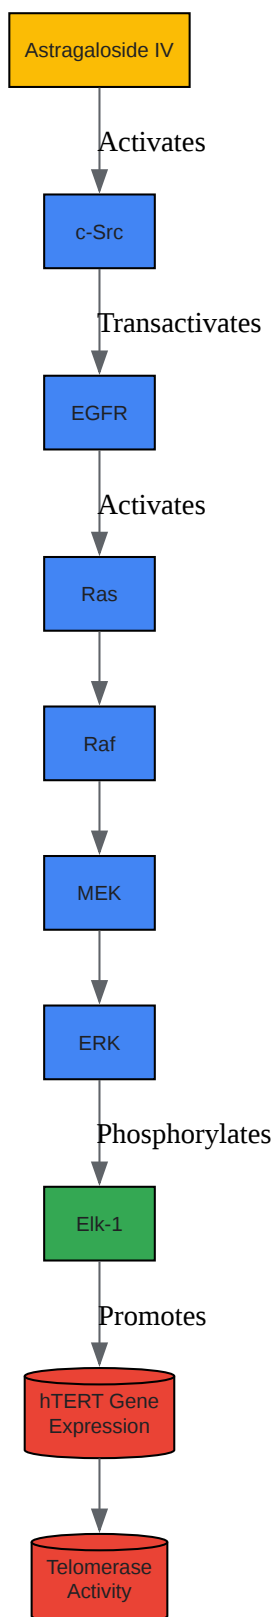 Astragaloside IV
Activates
c-Src
Transactivates
EGFR
Activates
Ras
Raf
MEK
ERK
Phosphorylates
Elk-1
Promotes
hTERT Gene
Expression
Telomerase
Activity